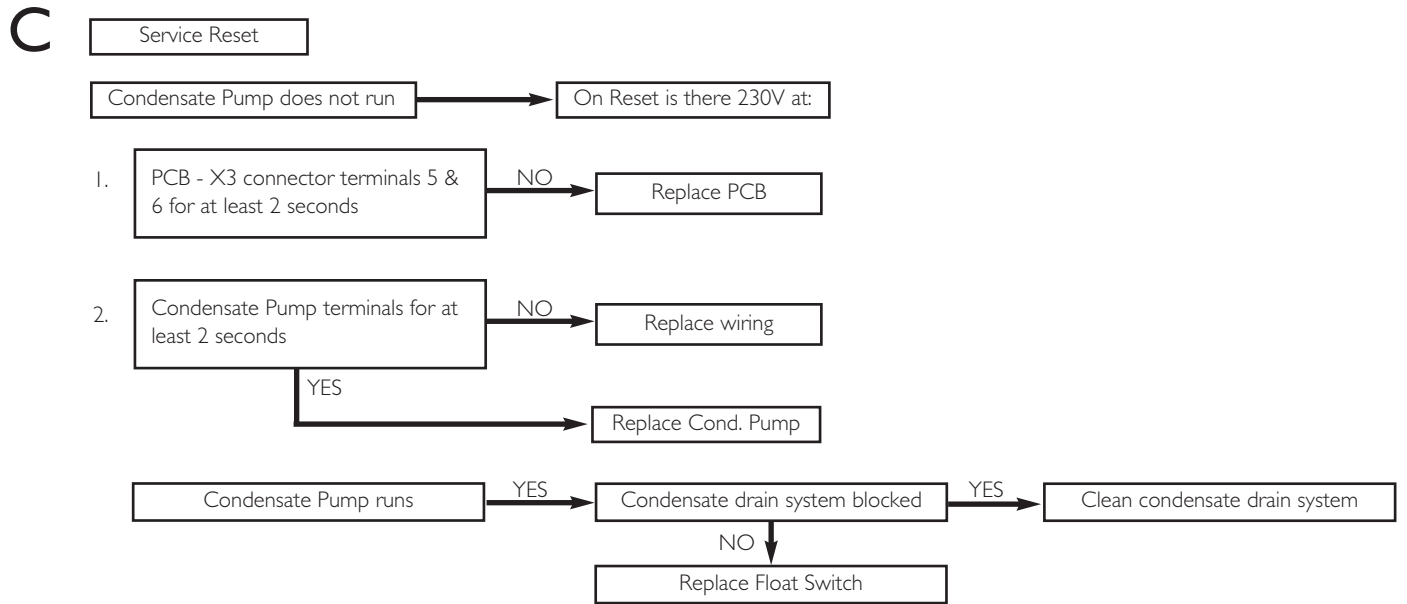 C
Service Reset
Condensate Pump does not run
On Reset is there 230V at:
1.
PCB - X3 connector terminals 5 &
6 for at least 2 seconds
NO
Replace PCB
2.
Condensate Pump terminals for at
least 2 seconds
NO
Replace wiring
YES
Replace Cond. Pump
Condensate Pump runs
YES
Condensate drain system blocked
YES
Clean condensate drain system
NO
Replace Float Switch